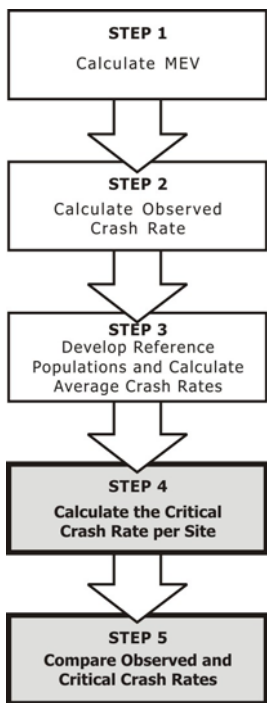 STEP 1
Calculate MEV
STEP 2
Calculate Observed
Crash Rate
STEP 3
Develop Reference
Populations and Calculate
Average Crash Rates
STEP 4
Calculate the Critical
Crash Rate per Site
STEP 5
Compare Observed and
Critical Crash Rates